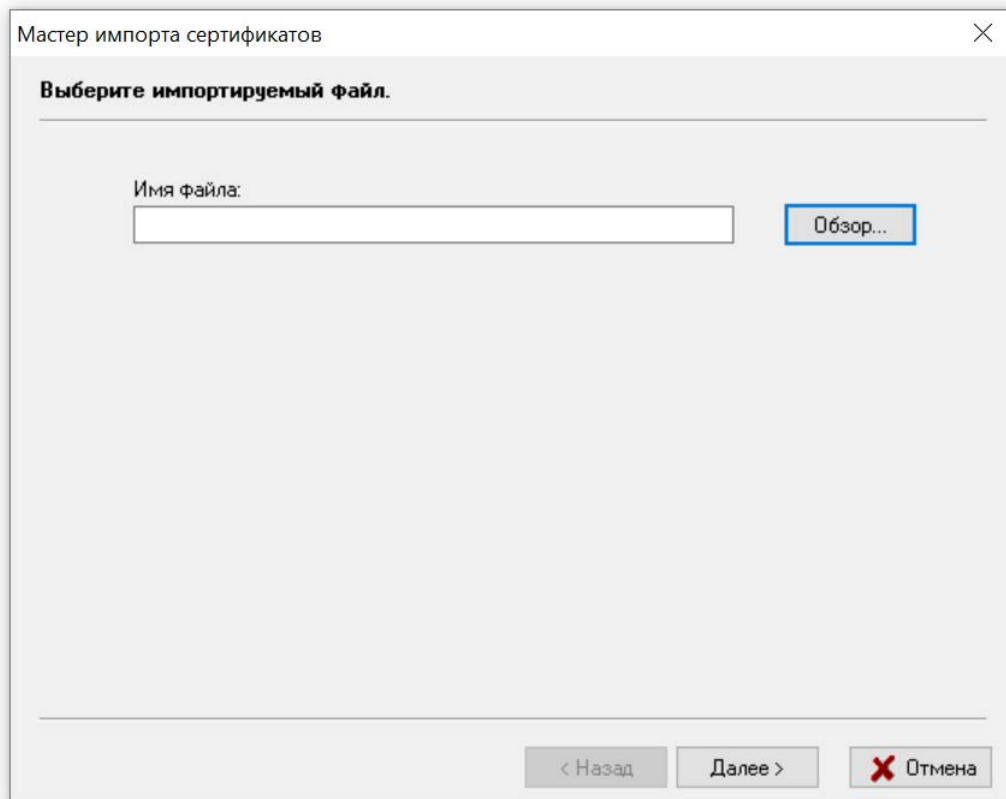 Мастер импорта сертификатов
Выберите импортируемый файл.
Имя файла:
Обзор...
< Назад Далее > Отмена